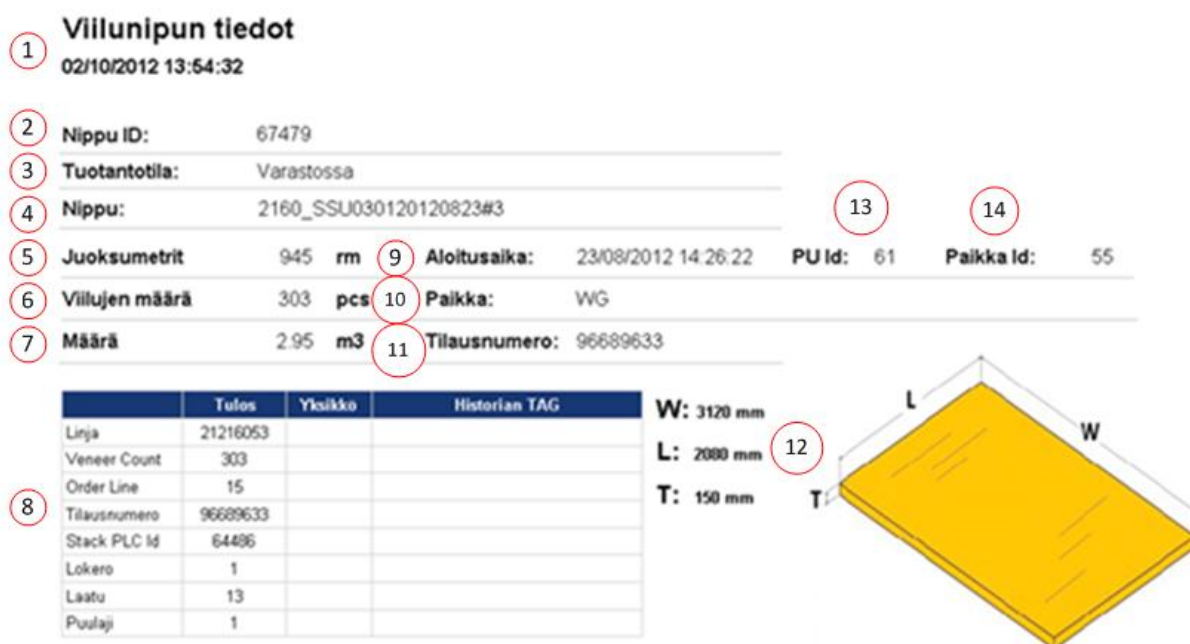 Viilunipun tiedot
1
02/10/2012 13:54:32
2 Nippu ID: 67479
3 Tuotantotila: Varastossa
4 Nippu: 2160_SSU030120120823#3 13 14
5 Juoksumetrit 945 rm 9 Aloitusaika: 23/08/2012 14:26:22 PU Id: 61 Paikka Id: 55
6 Viilujen määrä 303 pcs 10 Paikka: WG
7 Määrä 2.95 m3 11 Tilausnumero: 96689633
Tulos Yksikkö Historian TAG
Linja 21216053
Veneer Count 303
Order Line 15
8 Tilausnumero 96689633
Stack PLC Id 64486
Lokero 1
Laatu 13
Puulaji 1
W: 3120 mm
L: 2080 mm 12
T: 150 mm
L
W
T